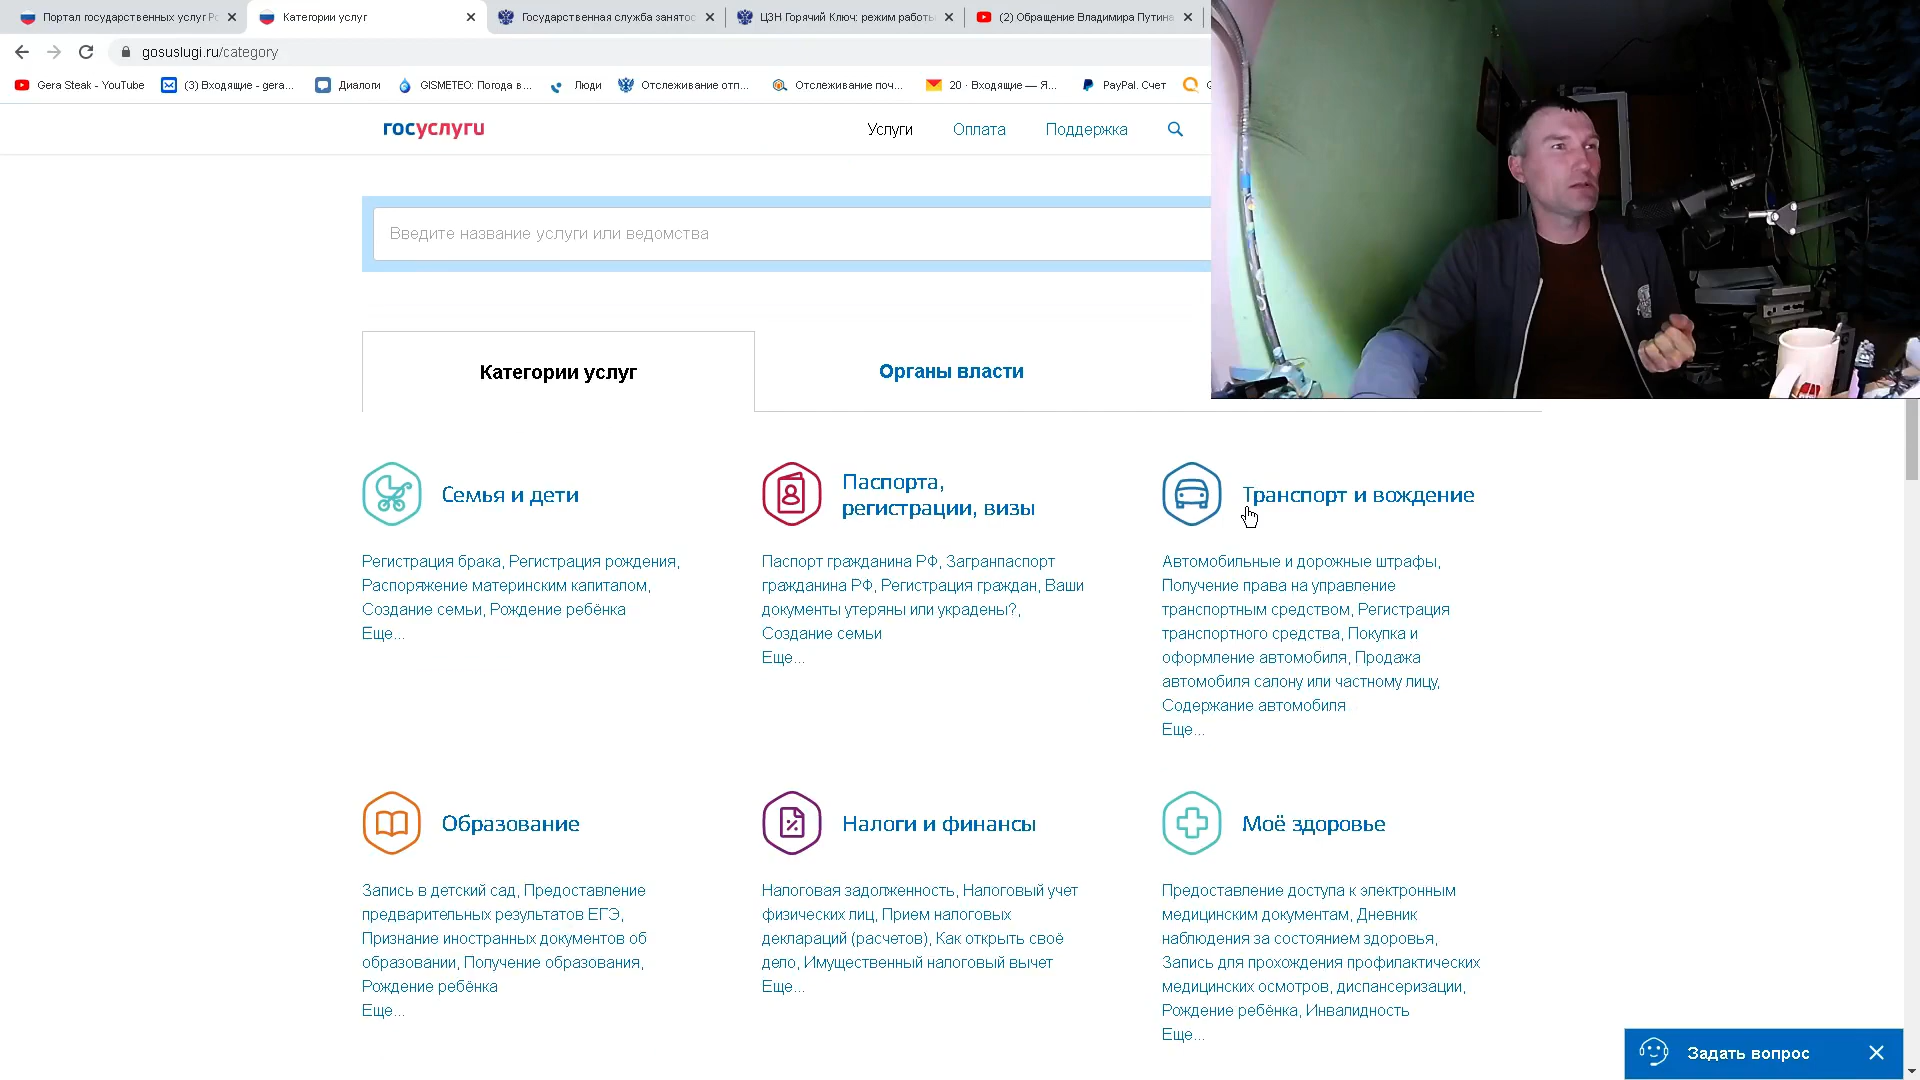 Портал государственных услуг Рс
Категории услуг
Государственная служба занятос
ЦЗН Горячий Ключ: режим работы
(2) Обращение Владимира Путина
gosuslugi.ru/category
Gera Steak - YouTube
(3) Входящие - gera...
Диалоги
GISMETEO: Погода в...
Люди
Отслеживание отп...
Отслеживание поч...
20 · Входящие — Я...
PayPal. Счет
госуслуги
Услуги
Оплата
Поддержка
Введите название услуги или ведомства
Категории услуг
Органы власти
Семья и дети
Регистрация брака, Регистрация рождения,
Распоряжение материнским капиталом,
Создание семьи, Рождение ребёнка
Еще...
Паспорта,
регистрации, визы
Паспорт гражданина РФ, Загранпаспорт
гражданина РФ, Регистрация граждан, Ваши
документы утеряны или украдены?,
Создание семьи
Еще...
Транспорт и вождение
Автомобильные и дорожные штрафы,
Получение права на управление
транспортным средством, Регистрация
транспортного средства, Покупка и
оформление автомобиля, Продажа
автомобиля салону или частному лицу,
Содержание автомобиля
Еще...
Образование
Запись в детский сад, Предоставление
предварительных результатов ЕГЭ,
Признание иностранных документов об
образовании, Получение образования,
Рождение ребёнка
Еще...
Налоги и финансы
Налоговая задолженность, Налоговый учет
физических лиц, Прием налоговых
деклараций (расчетов), Как открыть своё
дело, Имущественный налоговый вычет
Еще...
Моё здоровье
Предоставление доступа к электронным
медицинским документам, Дневник
наблюдения за состоянием здоровья,
Запись для прохождения профилактических
медицинских осмотров, диспансеризации,
Рождение ребёнка, Инвалидность
Еще...
Задать вопрос